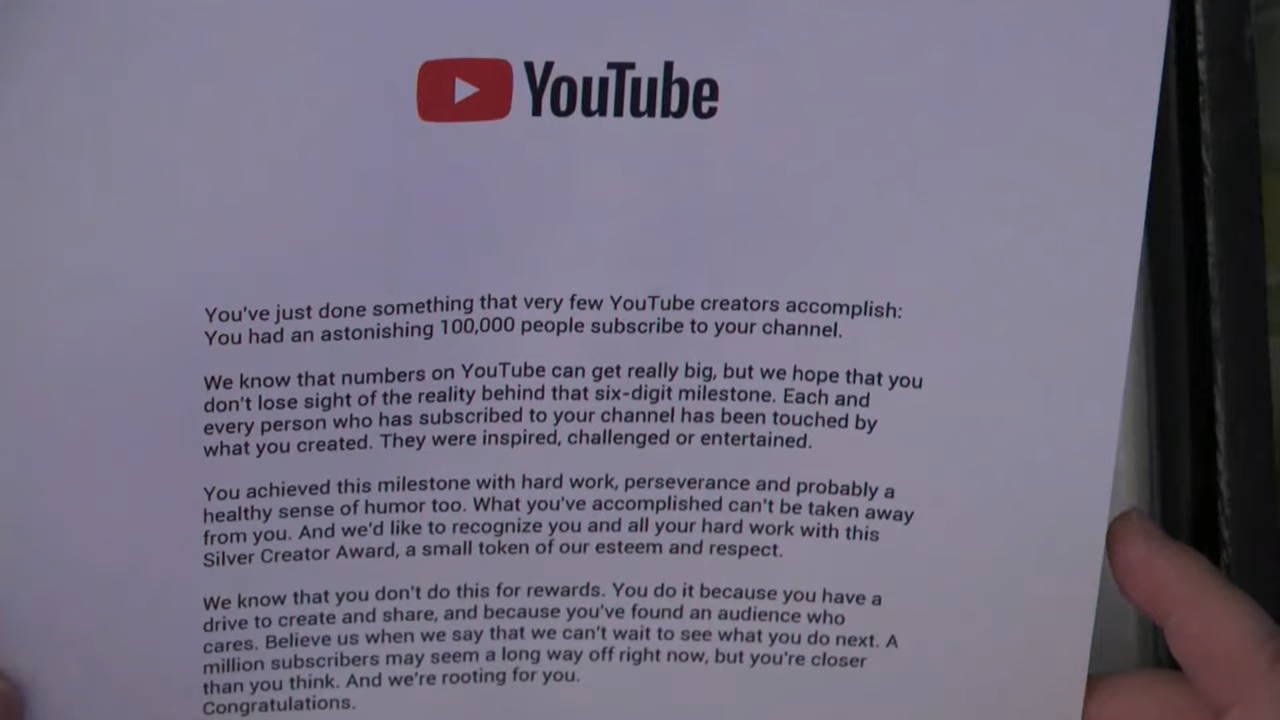 YouTube
You've just done something that very few YouTube creators accomplish:
You had an astonishing 100,000 people subscribe to your channel.
We know that numbers on YouTube can get really big, but we hope that you
don't lose sight of the reality behind that six-digit milestone. Each and
every person who has subscribed to your channel has been touched by
what you created. They were inspired, challenged or entertained.
You achieved this milestone with hard work, perseverance and probably a
healthy sense of humor too. What you've accomplished can't be taken away
from you. And we'd like to recognize you and all your hard work with this
Silver Creator Award, a small token of our esteem and respect.
We know that you don't do this for rewards. You do it because you have a
drive to create and share, and because you've found an audience who
cares. Believe us when we say that we can't wait to see what you do next. A
million subscribers may seem a long way off right now, but you're closer
than you think. And we're rooting for you.
Congratulations.